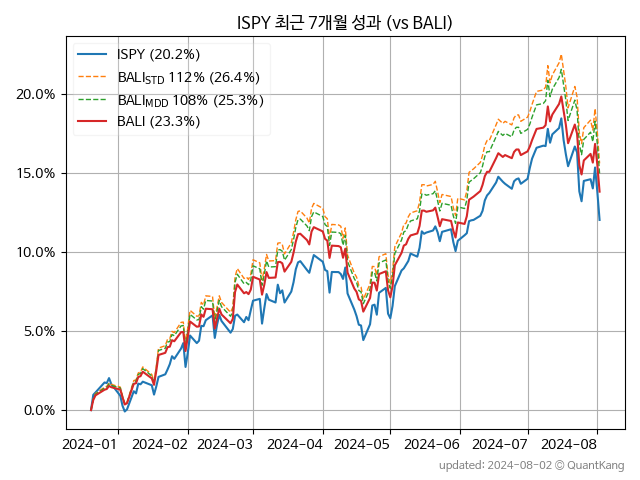 ISPY 최근 7개월 성과 (vs BALI)
ISPY (20.2%)
BALI_STD 112% (26.4%)
BALI_MDD 108% (25.3%)
BALI (23.3%)
20.0%
15.0%
10.0%
5.0%
0.0%
2024-01 2024-02 2024-03 2024-04 2024-05 2024-06 2024-07 2024-08
updated: 2024-08-02 © QuantKang